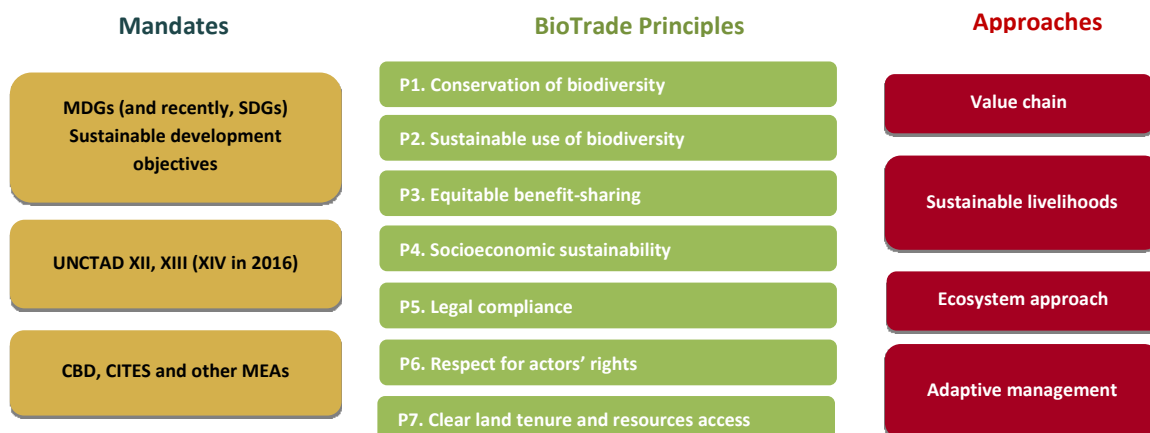 Mandates
MDGs (and recently, SDGs)
Sustainable development
objectives
UNCTAD XII, XIII (XIV in 2016)
CBD, CITES and other MEAs
BioTrade Principles
P1. Conservation of biodiversity
P2. Sustainable use of biodiversity
P3. Equitable benefit-sharing
P4. Socioeconomic sustainability
P5. Legal compliance
P6. Respect for actors’ rights
P7. Clear land tenure and resources access
Approaches
Value chain
Sustainable livelihoods
Ecosystem approach
Adaptive management